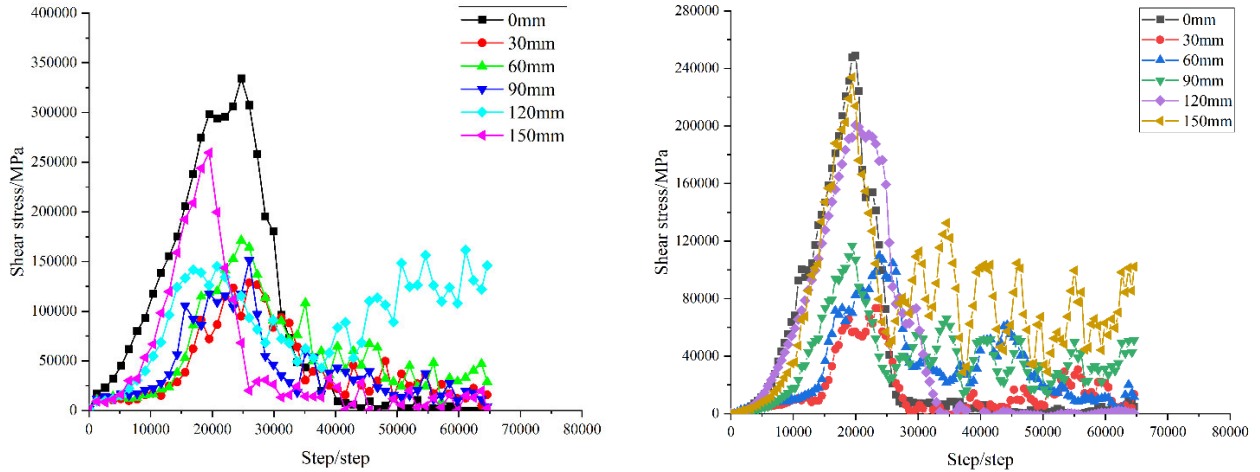 400000
350000
300000
250000
200000
150000
100000
50000
0
Shear stress/MPa
0
10000
20000
30000
40000
50000
60000
70000
80000
Step/step
0mm
30mm
60mm
90mm
120mm
150mm
280000
240000
200000
160000
120000
80000
40000
0
Shear stress/MPa
0
10000
20000
30000
40000
50000
60000
70000
80000
Step/step
0mm
30mm
60mm
90mm
120mm
150mm